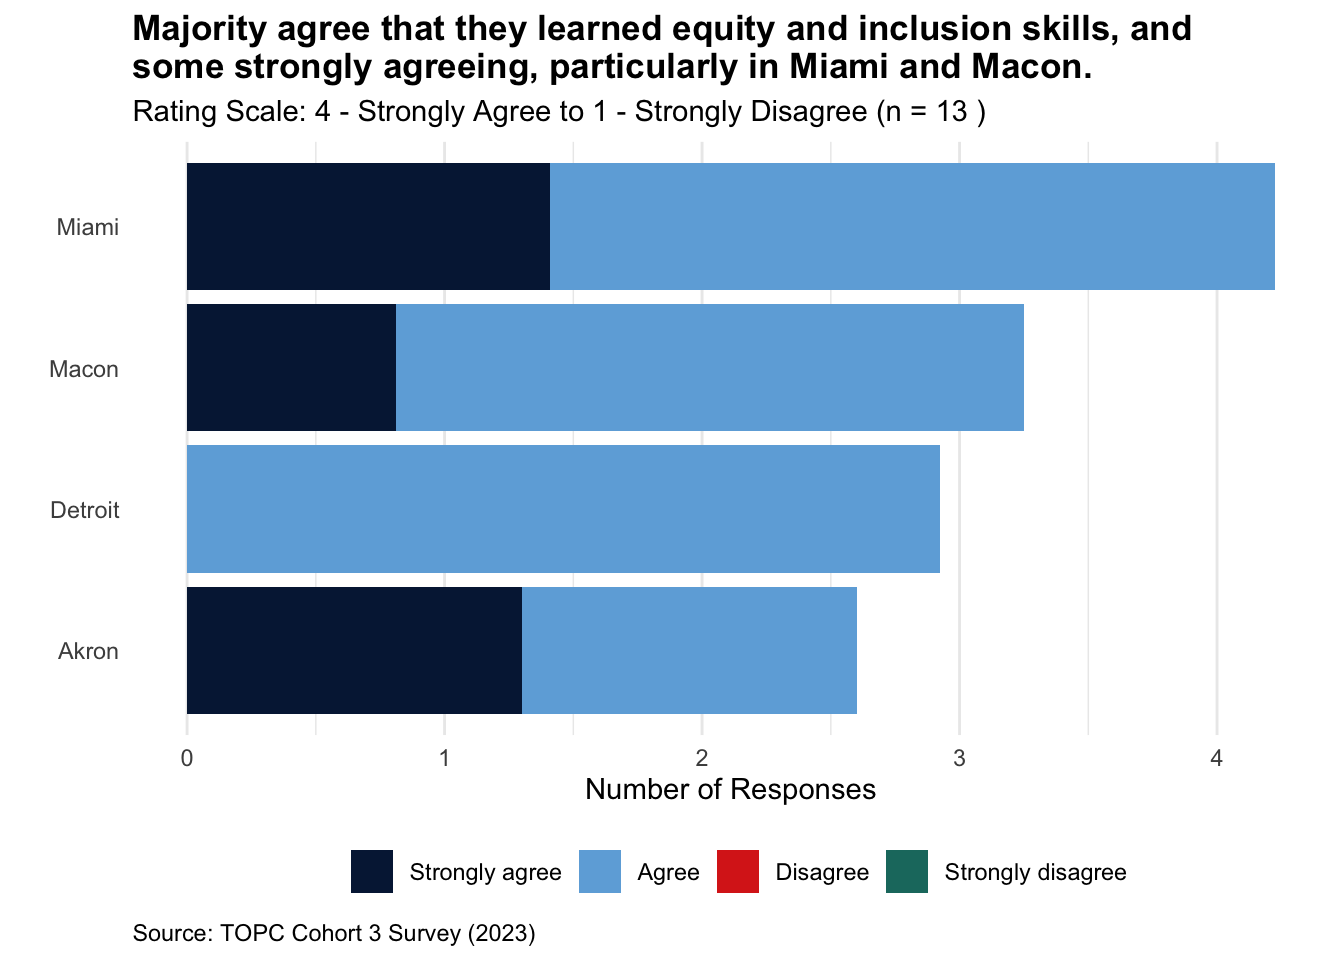 Majority agree that they learned equity and inclusion skills, and
some strongly agreeing, particularly in Miami and Macon.
Rating Scale: 4 - Strongly Agree to 1 - Strongly Disagree (n = 13 )
Miami
Macon
Detroit
Akron
0 1 2 3 4
Number of Responses
Strongly agree Agree Disagree Strongly disagree
Source: TOPC Cohort 3 Survey (2023)